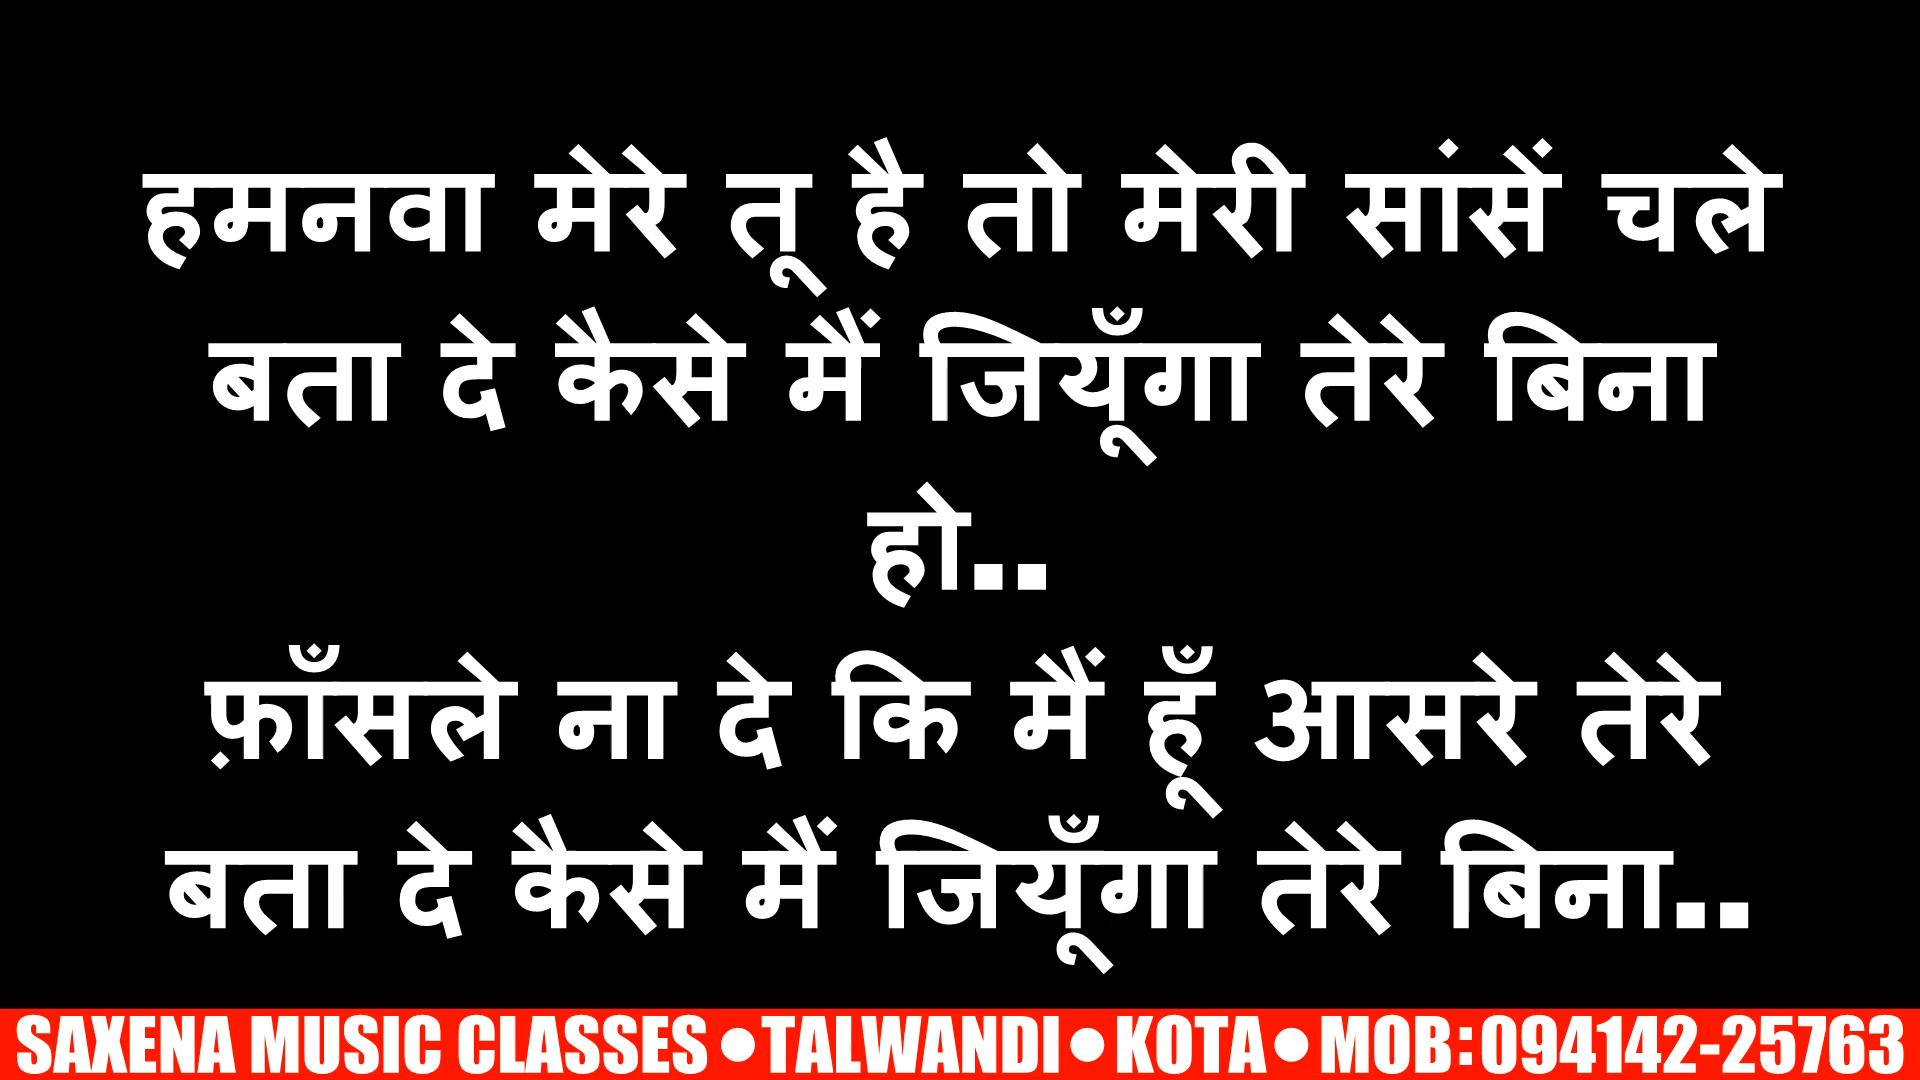 हमनवा मेरे तू है तो मेरी सांसें चले
बता दे कैसे मैं जियूँगा तेरे बिना
हो..
फ़ाँसले ना दे कि मैं हूँ आसरे तेरे
बता दे कैसे मैं जियूँगा तेरे बिना..
SAXENA MUSIC CLASSES●TALWANDI●KOTA●MOB:094142-25763